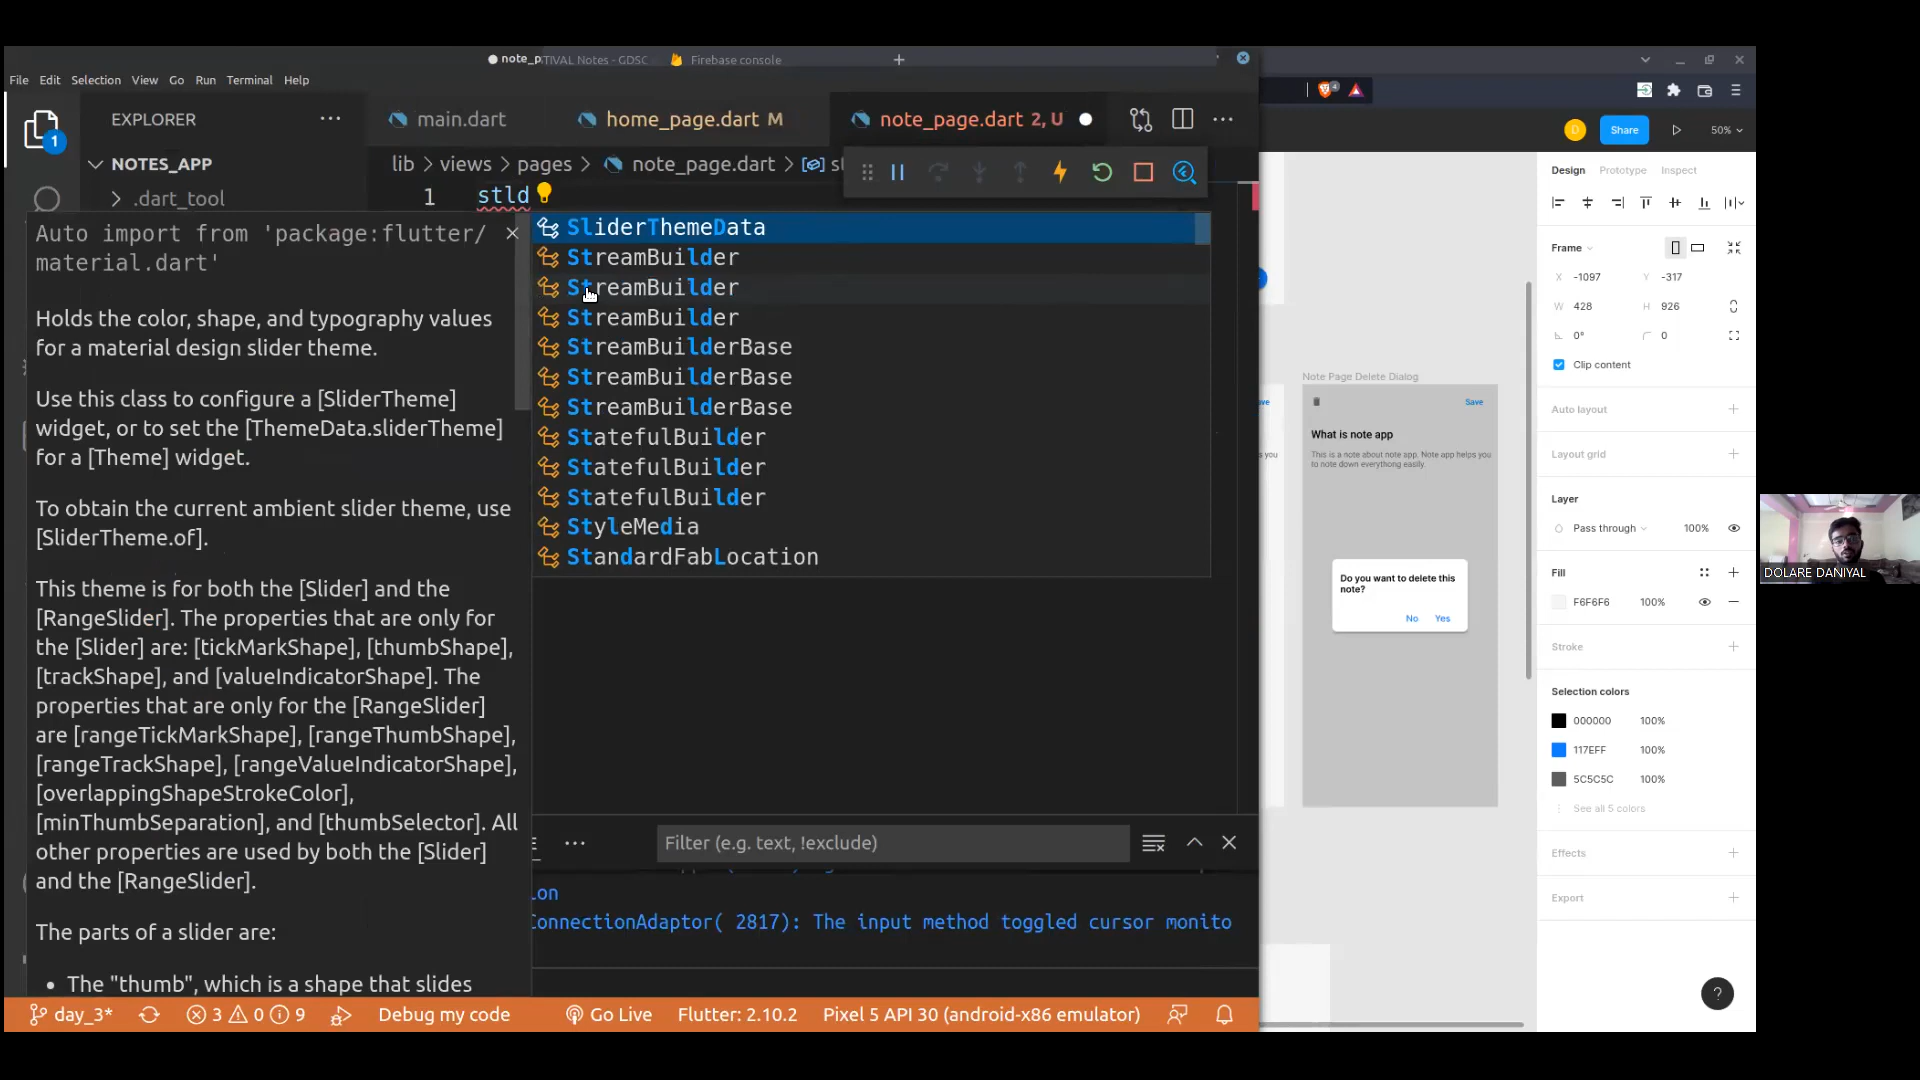 note_p
TIVAL Notes - GDSC
Firebase console
File Edit Selection View Go Run Terminal Help
1
EXPLORER
main.dart
home_page.dart M
note_page.dart 2, U
NOTES_APP
lib > views > pages > note_page.dart >
> .dart_tool
1 stld
Auto import from 'package:flutter/
material.dart'
Holds the color, shape, and typography values
for a material design slider theme.
Use this class to configure a [SliderTheme]
widget, or to set the [ThemeData.sliderTheme]
for a [Theme] widget.
To obtain the current ambient slider theme, use
[SliderTheme.of].
This theme is for both the [Slider] and the
[RangeSlider]. The properties that are only for
the [Slider] are: [tickMarkShape], [thumbShape],
[trackShape], and [valueIndicatorShape]. The
properties that are only for the [RangeSlider]
are [rangeTickMarkShape], [rangeThumbShape],
[rangeTrackShape], [rangeValueIndicatorShape],
[overlappingShapeStrokeColor],
[minThumbSeparation], and [thumbSelector]. All
other properties are used by both the [Slider]
and the [RangeSlider].
The parts of a slider are:
• The "thumb", which is a shape that slides
SliderThemeData
StreamBuilder
StreamBuilder
StreamBuilder
StreamBuilderBase
StreamBuilderBase
StreamBuilderBase
StatefulBuilder
StatefulBuilder
StatefulBuilder
StyleMedia
StandardFabLocation
Filter (e.g. text, !exclude)
ion
ConnectionAdaptor( 2817): The input method toggled cursor monito
day_3*
3 0 9
Debug my code
Go Live
Flutter: 2.10.2
Pixel 5 API 30 (android-x86 emulator)
4
D
Share
50%
Design Prototype Inspect
Frame
X -1097 Y -317
W 428 H 926
0° 0
Clip content
Auto layout
Layout grid
Layer
Pass through 100%
Fill
F6F6F6 100%
Stroke
Selection colors
000000 100%
117EFF 100%
5C5C5C 100%
See all 5 colors
Effects
Export
?
Note Page Delete Dialog
Save
What is note app
This is a note about note app. Note app helps you
to note down everythong easily.
Do you want to delete this
note?
No Yes
s you
DOLARE DANIYAL